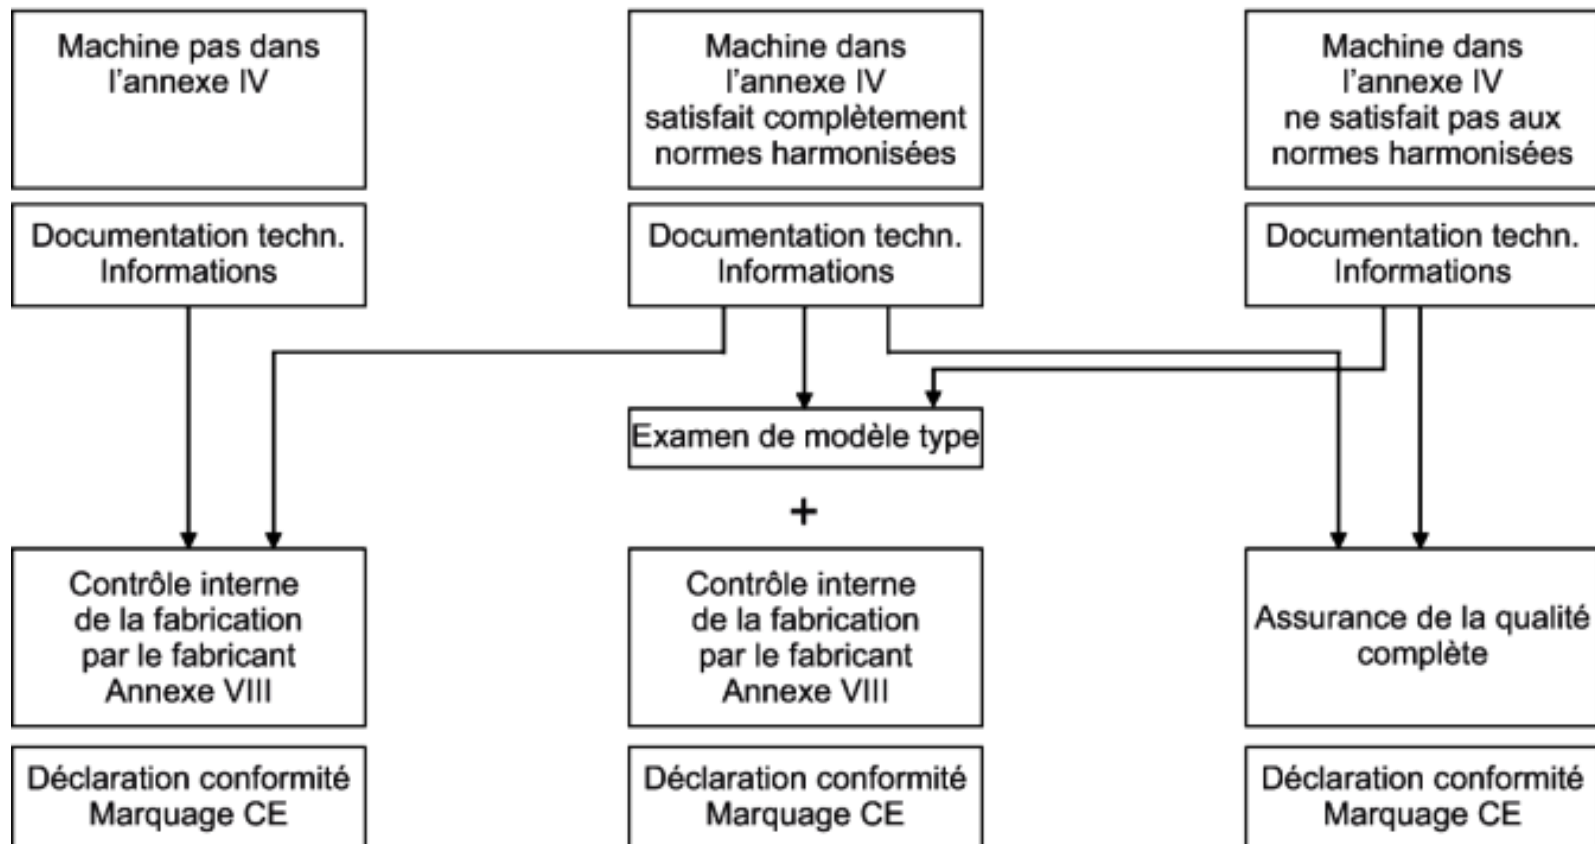 Machine pas dans
l'annexe IV
Machine dans
l'annexe IV
satisfait complètement
normes harmonisées
Machine dans
l'annexe IV
ne satisfait pas aux
normes harmonisées
Documentation techn.
Informations
Documentation techn.
Informations
Documentation techn.
Informations
Examen de modèle type
+
Contrôle interne
de la fabrication
par le fabricant
Annexe VIII
Contrôle interne
de la fabrication
par le fabricant
Annexe VIII
Assurance de la qualité
complète
Déclaration conformité
Marquage CE
Déclaration conformité
Marquage CE
Déclaration conformité
Marquage CE